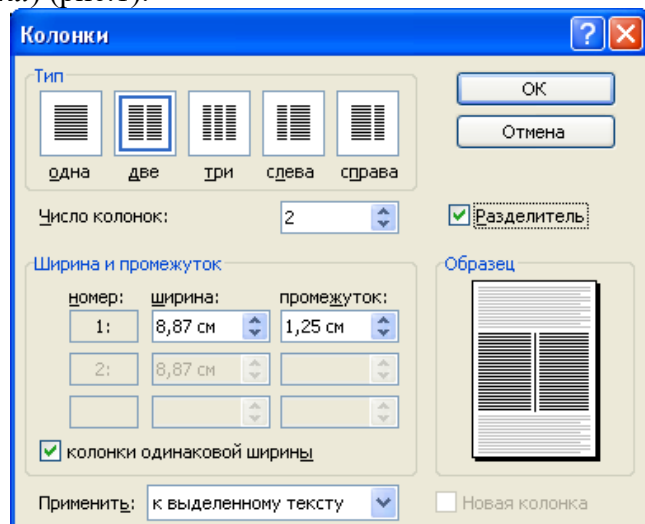 а) (рис.1).
Колонки
Тип
ОК
Отмена
одна две три слева справа
Число колонок: 2
Разделитель
Ширина и промежуток
Образец
номер: ширина: промежуток:
1: 8,87 см 1,25 см
2: 8,87 см
колонки одинаковой ширины
Применить: к выделенному тексту
Новая колонка